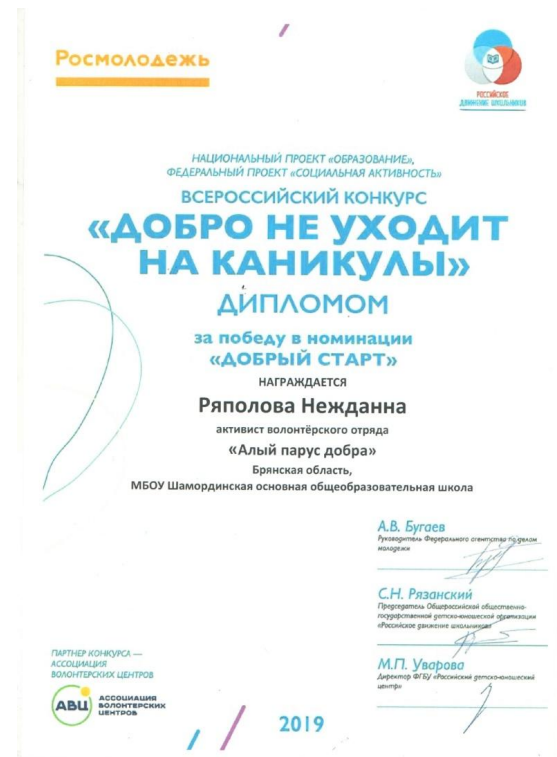 Росмолодежь
РОССИЙСКОЕ
ДВИЖЕНИЕ ШКОЛЬНИКОВ
НАЦИОНАЛЬНЫЙ ПРОЕКТ «ОБРАЗОВАНИЕ»,
ФЕДЕРАЛЬНЫЙ ПРОЕКТ «СОЦИАЛЬНАЯ АКТИВНОСТЬ»
ВСЕРОССИЙСКИЙ КОНКУРС
«ДОБРО НЕ УХОДИТ
НА КАНИКУЛЫ»
ДИПЛОМОМ
за победу в номинации
«ДОБРЫЙ СТАРТ»
НАГРАЖДАЕТСЯ
Ряполова Нежданна
активист волонтёрского отряда
«Алый парус добра»
Брянская область,
МБОУ Шамординская основная общеобразовательная школа
А.В. Бугаев
Руководитель Федерального агентства по делам
молодежи
С.Н. Рязанский
Председатель Общероссийской общественно-
государственной детско-юношеской организации
«Российское движение школьников»
М.П. Уварова
Директор ФГБУ «Российский детско-юношеский
центр»
ПАРТНЕР КОНКУРСА —
АССОЦИАЦИЯ
ВОЛОНТЕРСКИХ ЦЕНТРОВ
АВЦ
АССОЦИАЦИЯ
ВОЛОНТЕРСКИХ
ЦЕНТРОВ
2019